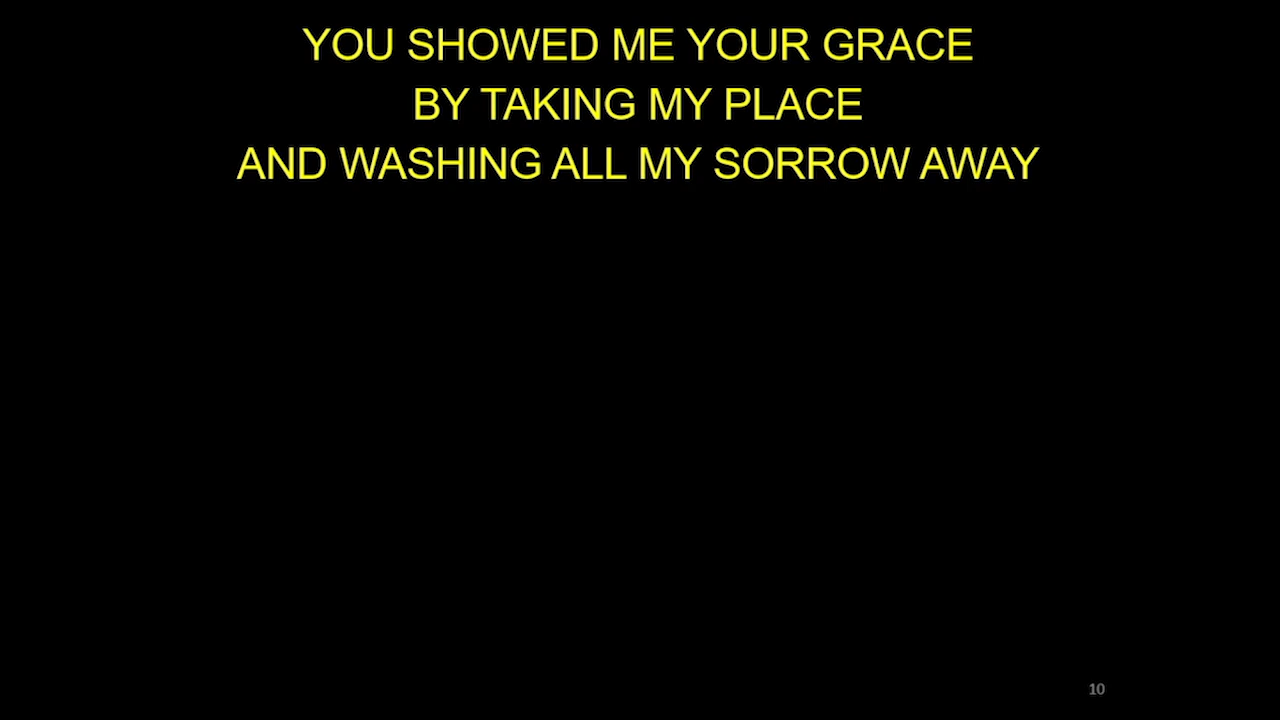 YOU SHOWED ME YOUR GRACE
BY TAKING MY PLACE
AND WASHING ALL MY SORROW AWAY
10